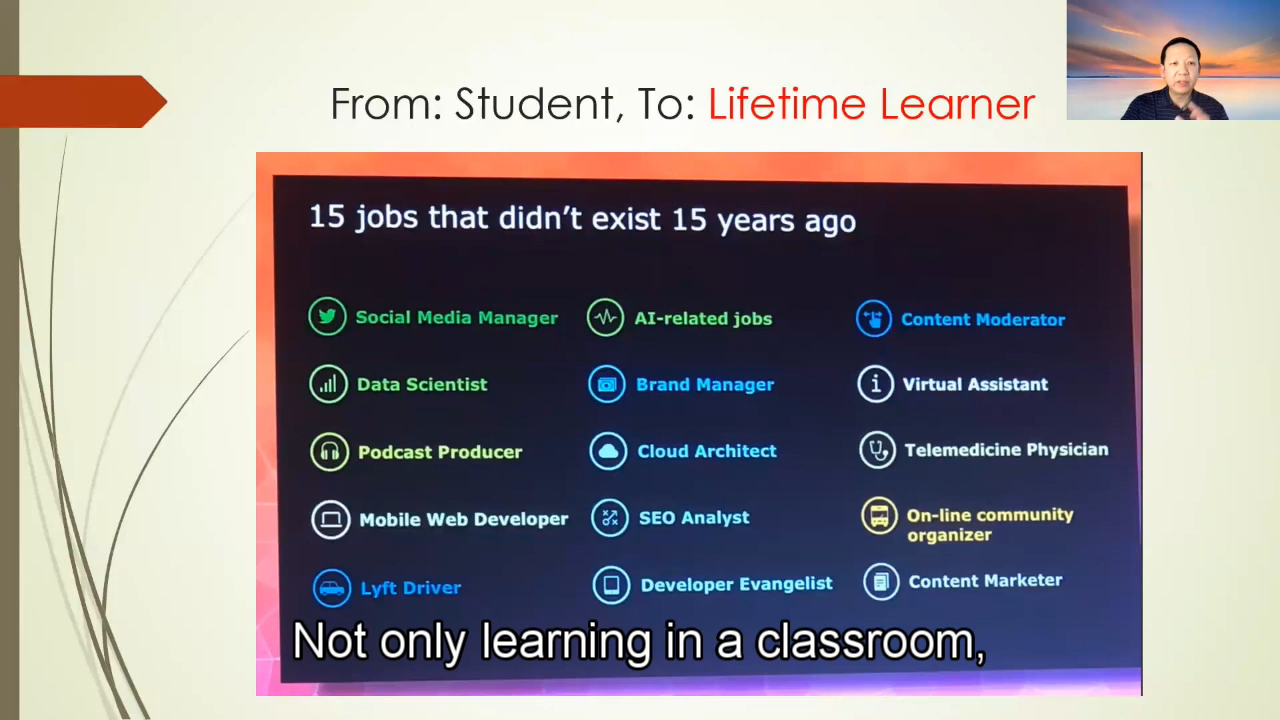 From: Student, To: Lifetime Learner
15 jobs that didn't exist 15 years ago
Social Media Manager
AI-related jobs
Content Moderator
Data Scientist
Brand Manager
Virtual Assistant
Podcast Producer
Cloud Architect
Telemedicine Physician
Mobile Web Developer
SEO Analyst
On-line community
organizer
Lyft Driver
Developer Evangelist
Content Marketer
Not only learning in a classroom,